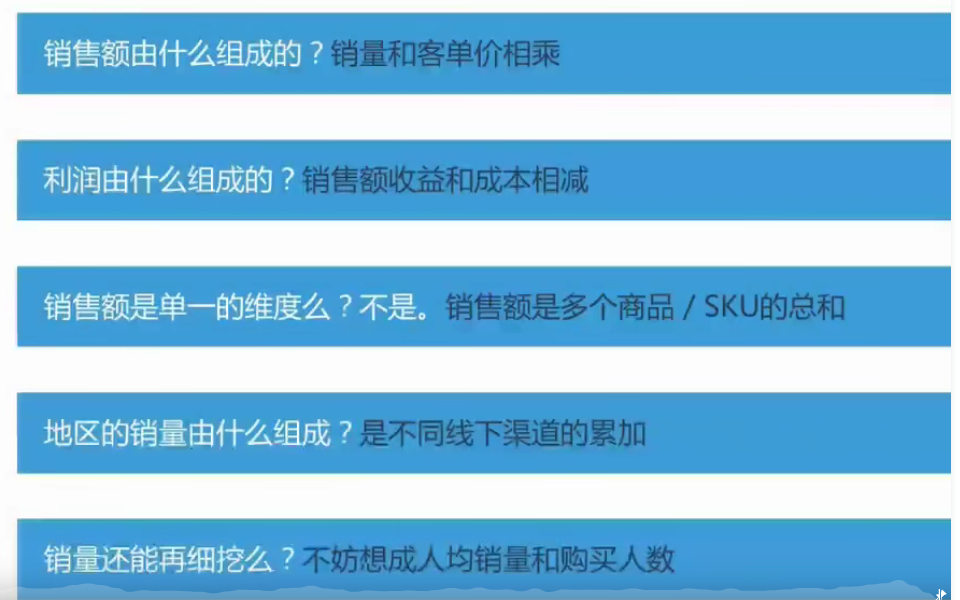 销售额由什么组成的？销量和客单价相乘
利润由什么组成的？销售额收益和成本相减
销售额是单一的维度么？不是。销售额是多个商品 / SKU的总和
地区的销量由什么组成？是不同线下渠道的累加
销量还能再细挖么？不妨想成人均销量和购买人数